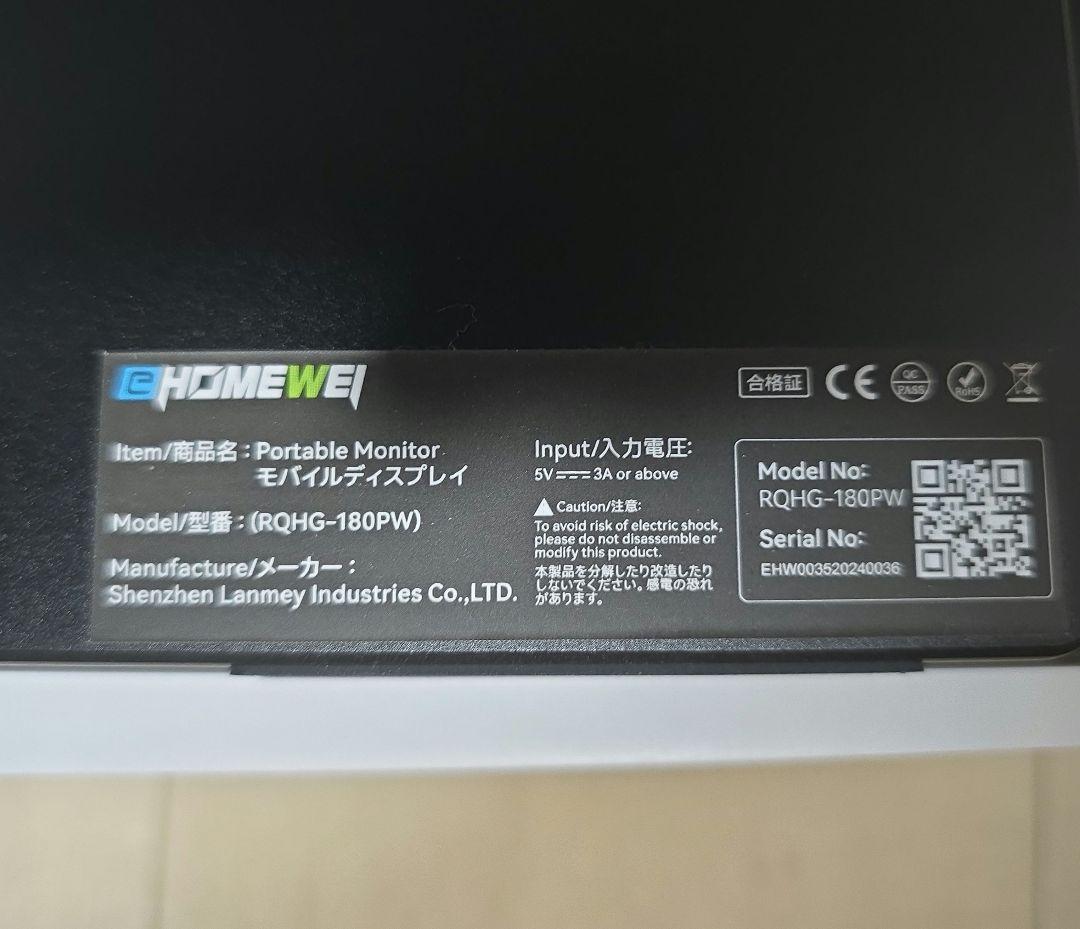 eHOMEWEI
合格証
CE
QC
PASS
RoHS
Item/商品名：Portable Monitor
モバイルディスプレイ
Model/型番：(RQHG-180PW)
Manufacture/メーカー：
Shenzhen Lanmey Industries Co.,LTD.
Input/入力電圧:
5V⎓3A or above
Caution/注意:
To avoid risk of electric shock,
please do not disassemble or
modify this product.
本製品を分解したり改造したり
しないでください。感電の恐れ
があります。
Model No:
RQHG-180PW
Serial No:
EHW003520240036